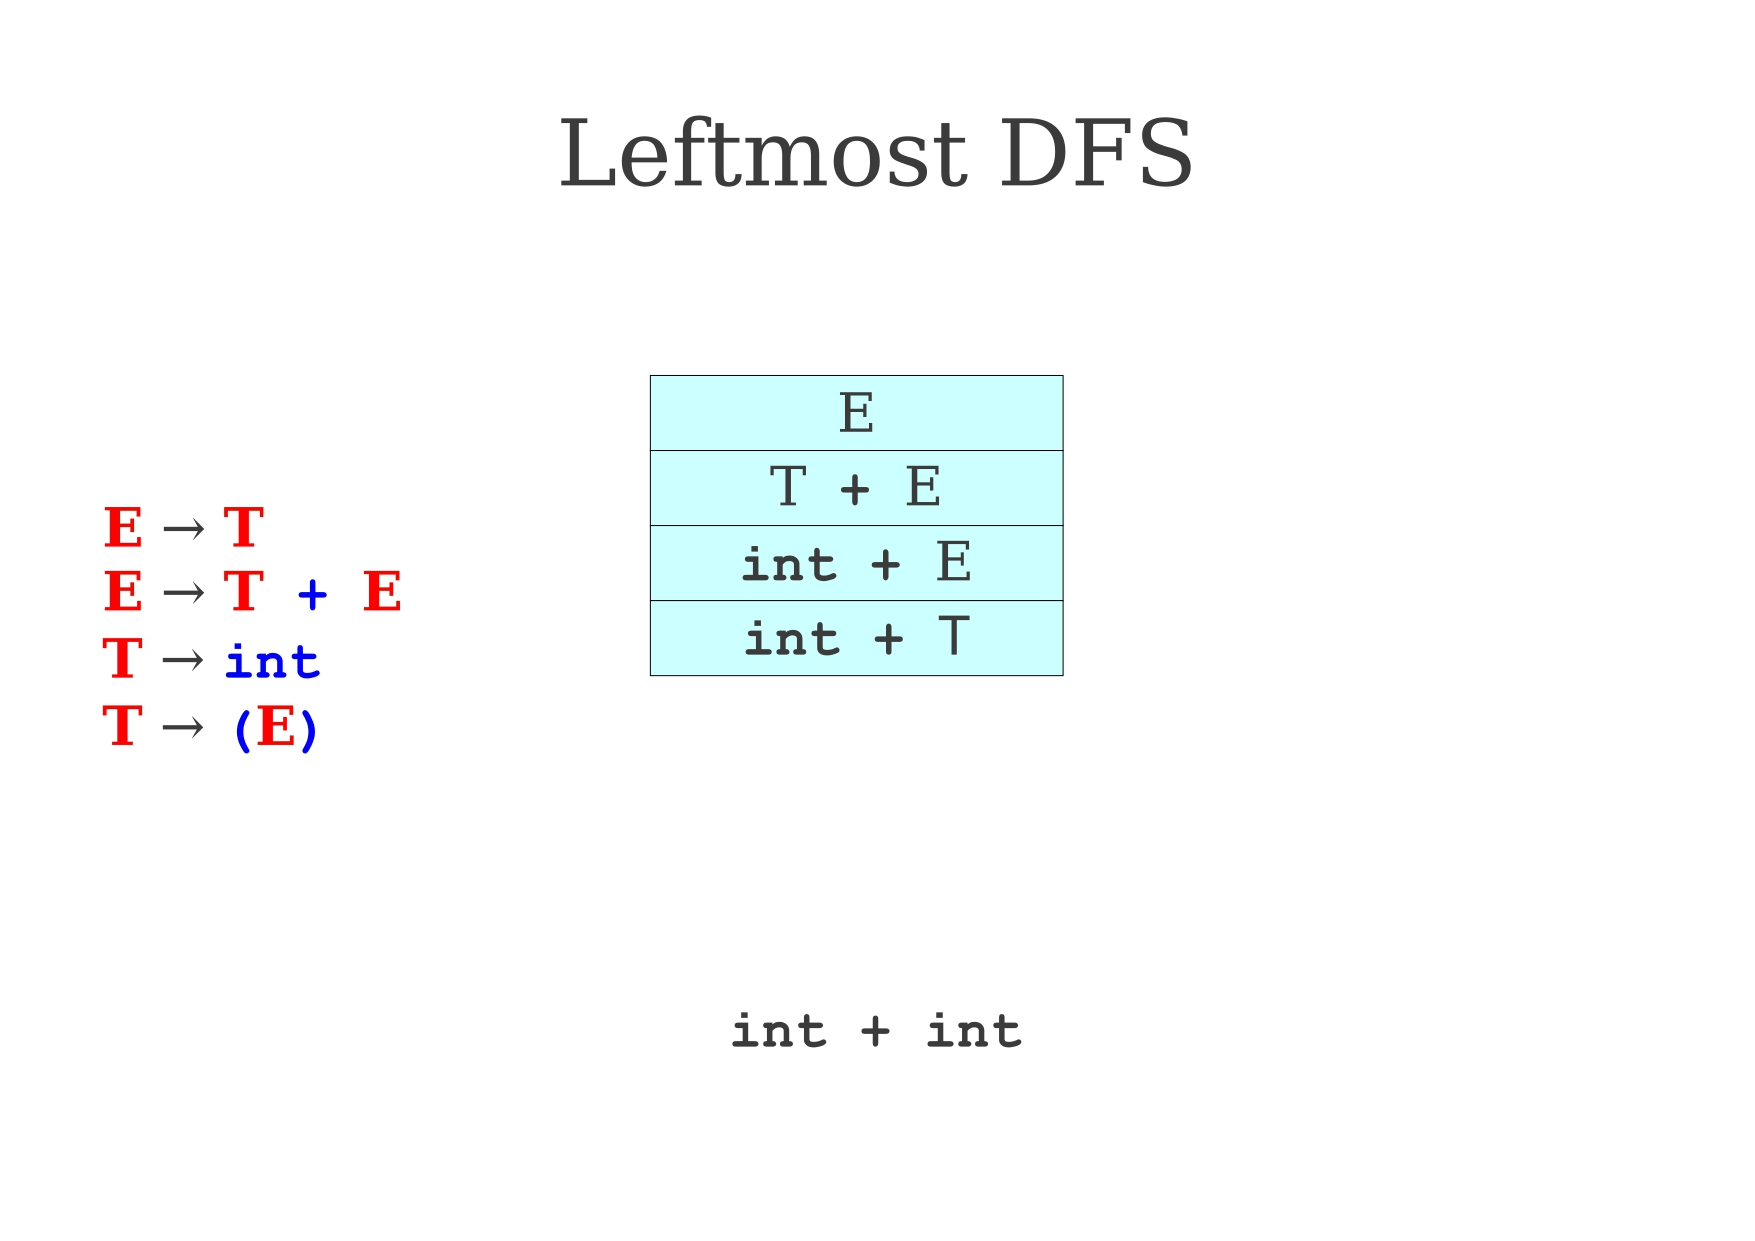 Leftmost DFS
E → T
E → T + E
T → int
T → (E)
E
T + E
int + E
int + T
int + int